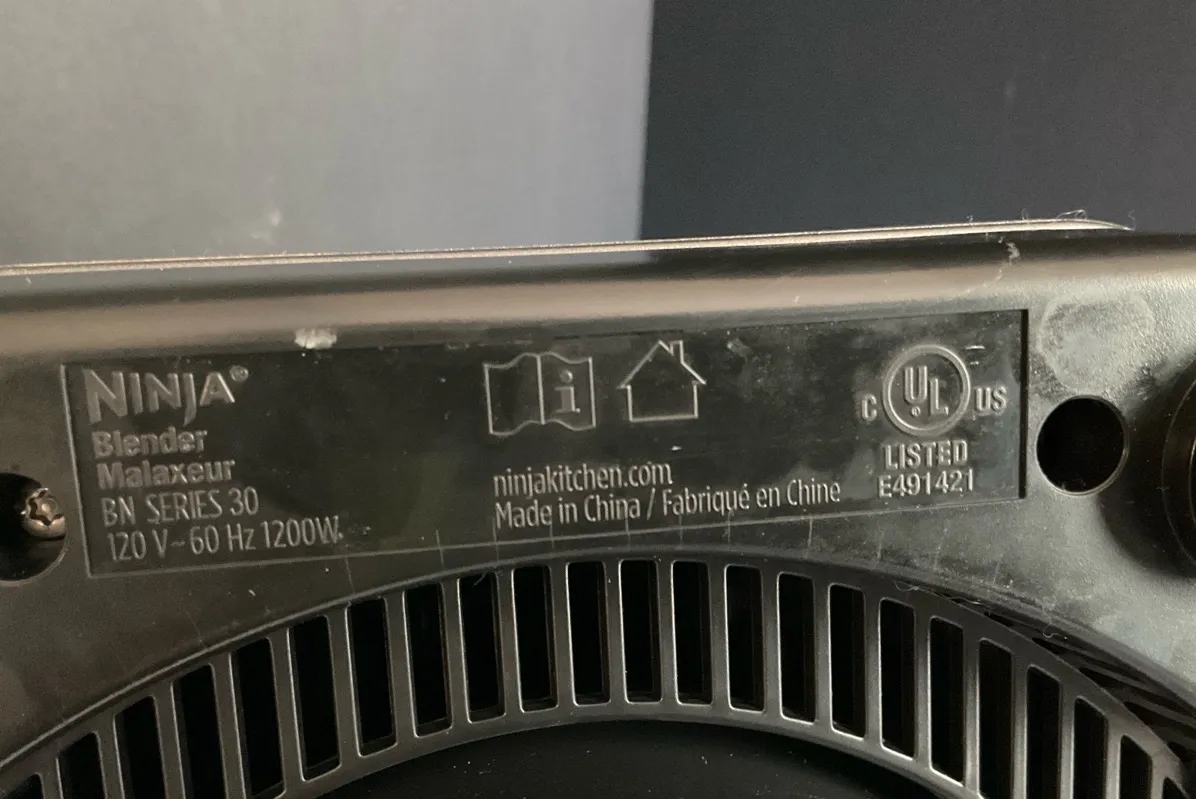 NINJA®
Blender
Malaxeur
BN SERIES 30
120 V~ 60 Hz 1200W
i
ninjakitchen.com
Made in China / Fabriqué en Chine
C UL US
LISTED
E491421